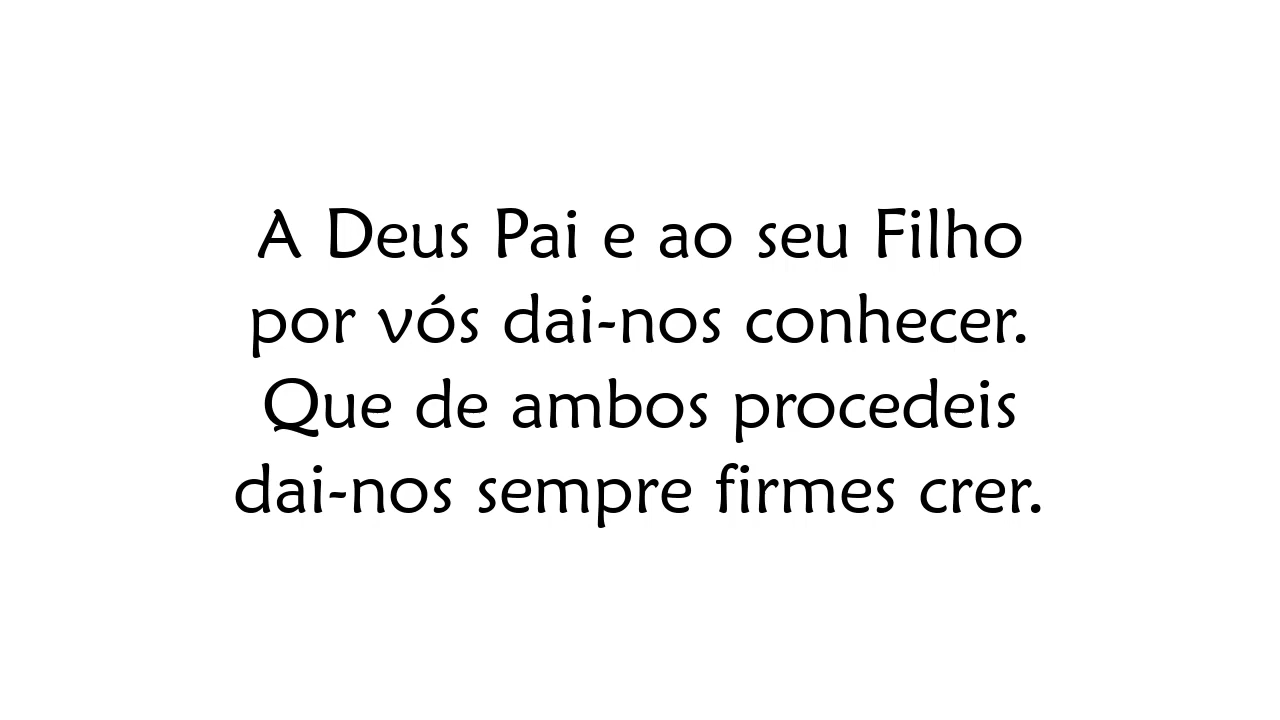 A Deus Pai e ao seu Filho
por vós dai-nos conhecer.
Que de ambos procedeis
dai-nos sempre firmes crer.